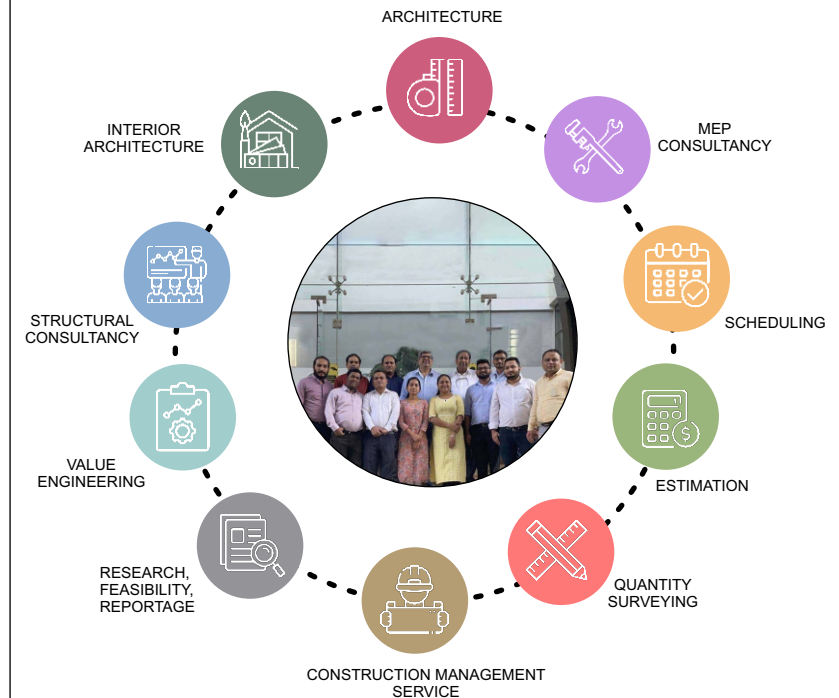 ARCHITECTURE
MEP
CONSULTANCY
SCHEDULING
ESTIMATION
QUANTITY
SURVEYING
CONSTRUCTION MANAGEMENT
SERVICE
RESEARCH,
FEASIBILITY,
REPORTAGE
VALUE
ENGINEERING
STRUCTURAL
CONSULTANCY
INTERIOR
ARCHITECTURE
1
$